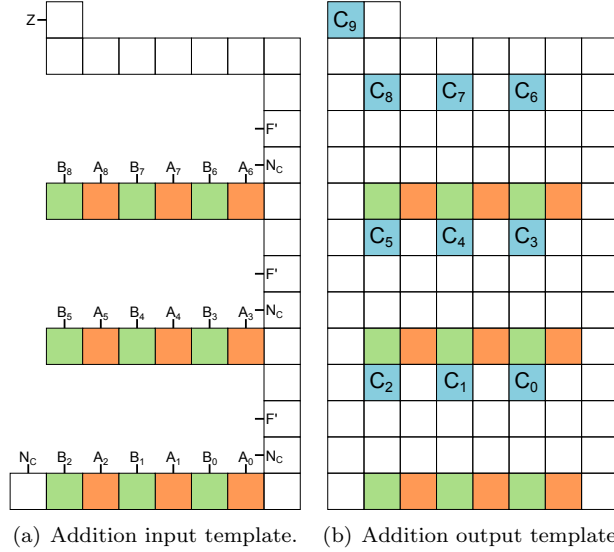 Z
C9
C8 C7 C6
F'
B8 A8 B7 A7 B6 A6 NC
C5 C4 C3
F'
B5 A5 B4 A4 B3 A3 NC
C2 C1 C0
F'
NC B2 A2 B1 A1 B0 A0 NC
(a) Addition input template.
(b) Addition output template